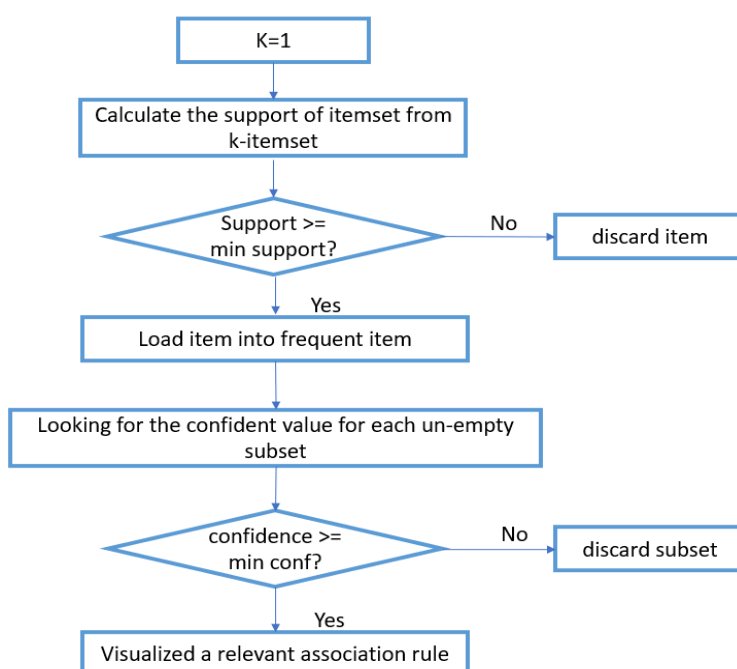 K=1
Calculate the support of itemset from
k-itemset
Support >=
min support?
No
discard item
Yes
Load item into frequent item
Looking for the confident value for each un-empty
subset
confidence >=
min conf?
No
discard subset
Yes
Visualized a relevant association rule